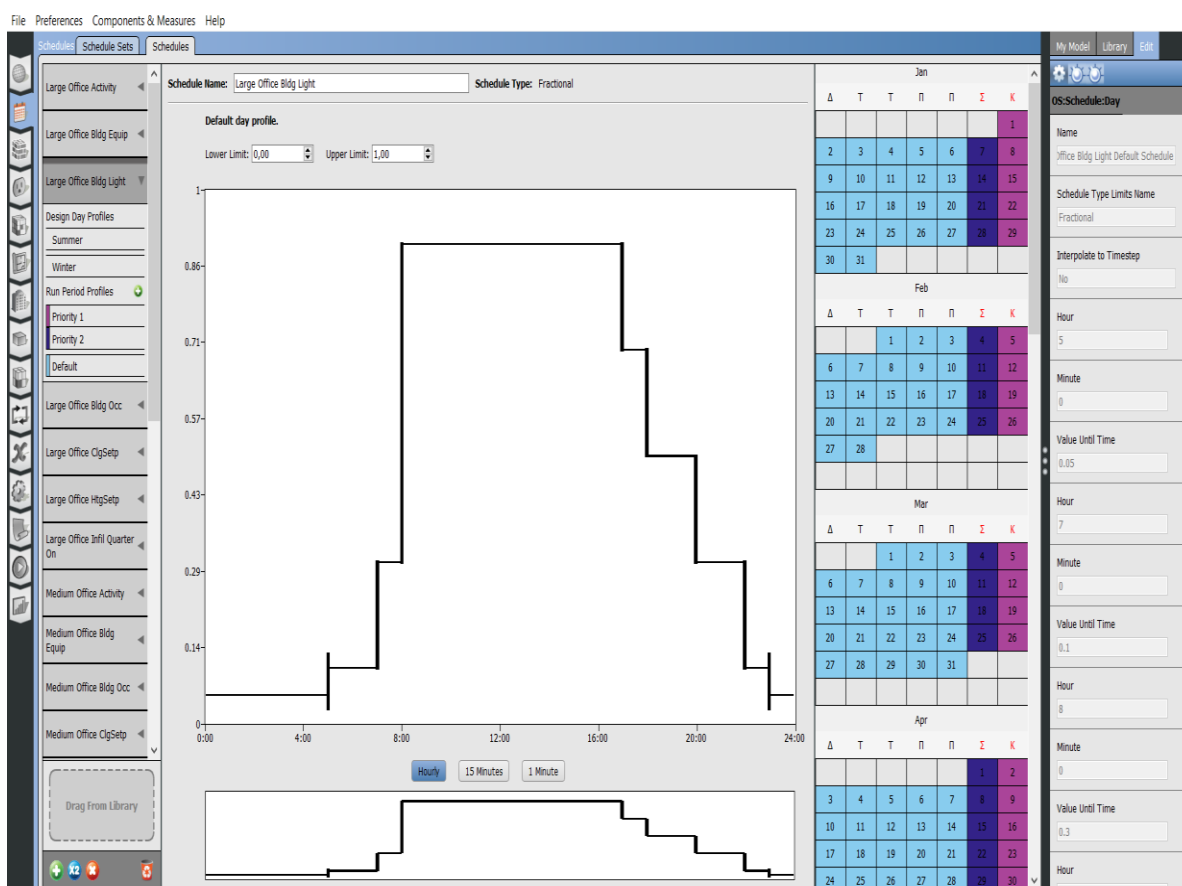 File Preferences Components & Measures Help
Schedules Schedule Sets Schedules
Large Office Activity
Large Office Bldg Equip
Large Office Bldg Light
Design Day Profiles
Summer
Winter
Run Period Profiles
Priority 1
Priority 2
Default
Large Office Bldg Occ
Large Office ClgSetp
Large Office HtgSetp
Large Office Infil Quarter
On
Medium Office Activity
Medium Office Bldg
Equip
Medium Office Bldg Occ
Medium Office ClgSetp
Drag From Library
X2
Schedule Name: Large Office Bldg Light Schedule Type: Fractional
Default day profile.
Lower Limit: 0,00 Upper Limit: 1,00
1
0.86
0.71
0.57
0.43
0.29
0.14
0
0:00 4:00 8:00 12:00 16:00 20:00 24:00
Hourly 15 Minutes 1 Minute
Jan
Δ Τ Τ Π Π Σ Κ
1
2 3 4 5 6 7 8
9 10 11 12 13 14 15
16 17 18 19 20 21 22
23 24 25 26 27 28 29
30 31
Feb
Δ Τ Τ Π Π Σ Κ
1 2 3 4 5
6 7 8 9 10 11 12
13 14 15 16 17 18 19
20 21 22 23 24 25 26
27 28
Mar
Δ Τ Τ Π Π Σ Κ
1 2 3 4 5
6 7 8 9 10 11 12
13 14 15 16 17 18 19
20 21 22 23 24 25 26
27 28 29 30 31
Apr
Δ Τ Τ Π Π Σ Κ
1 2
3 4 5 6 7 8 9
10 11 12 13 14 15 16
17 18 19 20 21 22 23
24 25 26 27 28 29 30
My Model Library Edit
OS:Schedule:Day
Name
Office Bldg Light Default Schedule
Schedule Type Limits Name
Fractional
Interpolate to Timestep
No
Hour
5
Minute
0
Value Until Time
0.05
Hour
7
Minute
0
Value Until Time
0.1
Hour
8
Minute
0
Value Until Time
0.3
Hour